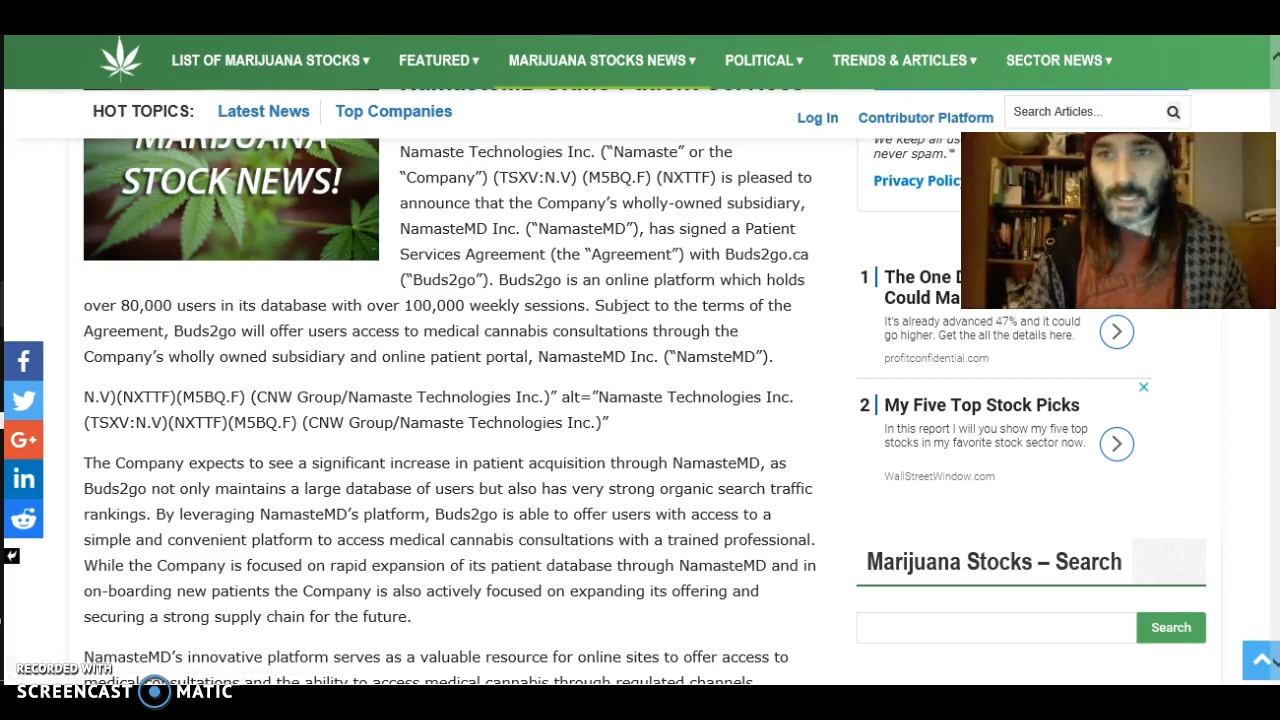 LIST OF MARIJUANA STOCKS ▾ FEATURED ▾ MARIJUANA STOCKS NEWS ▾ POLITICAL ▾ TRENDS & ARTICLES ▾ SECTOR NEWS ▾
HOT TOPICS: Latest News Top Companies
Log In Contributor Platform Search Articles...
MARIJUANA
STOCK NEWS!
Namaste Technologies Inc. (“Namaste” or the
“Company”) (TSXV:N.V) (M5BQ.F) (NXTTF) is pleased to
announce that the Company’s wholly-owned subsidiary,
NamasteMD Inc. (“NamasteMD”), has signed a Patient
Services Agreement (the “Agreement”) with Buds2go.ca
(“Buds2go”). Buds2go is an online platform which holds
over 80,000 users in its database with over 100,000 weekly sessions. Subject to the terms of the
Agreement, Buds2go will offer users access to medical cannabis consultations through the
Company’s wholly owned subsidiary and online patient portal, NamasteMD Inc. (“NamsteMD”).
N.V)(NXTTF)(M5BQ.F) (CNW Group/Namaste Technologies Inc.)” alt=”Namaste Technologies Inc.
(TSXV:N.V)(NXTTF)(M5BQ.F) (CNW Group/Namaste Technologies Inc.)”
The Company expects to see a significant increase in patient acquisition through NamasteMD, as
Buds2go not only maintains a large database of users but also has very strong organic search traffic
rankings. By leveraging NamasteMD’s platform, Buds2go is able to offer users with access to a
simple and convenient platform to access medical cannabis consultations with a trained professional.
While the Company is focused on rapid expansion of its patient database through NamasteMD and in
on-boarding new patients the Company is also actively focused on expanding its offering and
securing a strong supply chain for the future.
NamasteMD’s innovative platform serves as a valuable resource for online sites to offer access to
medical consultations and the ability to access medical cannabis through regulated channels
We keep all
never spam.*
Privacy Policy
1 The One
Could Ma
It's already advanced 47% and it could
go higher. Get the all the details here.
profitconfidential.com
2 My Five Top Stock Picks
In this report I will you show my five top
stocks in my favorite stock sector now.
WallStreetWindow.com
Marijuana Stocks – Search
Search
RECORDED WITH
SCREENCAST MATIC